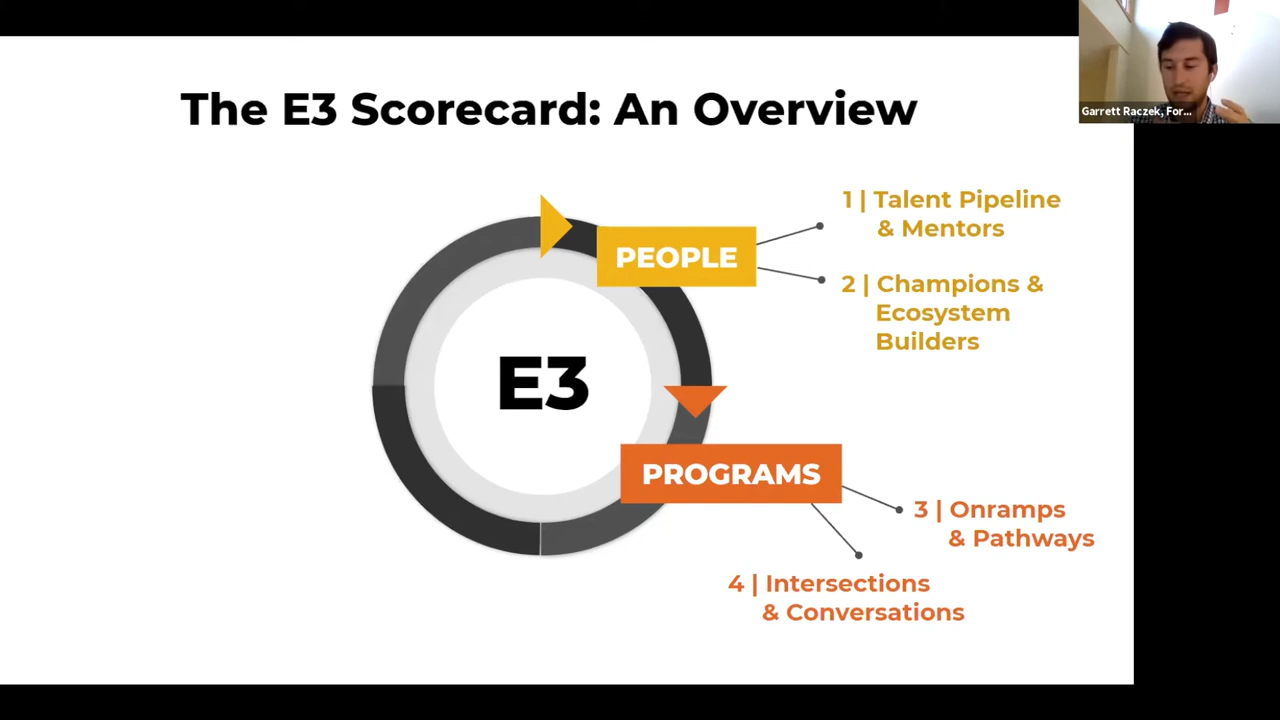 The E3 Scorecard: An Overview
Garrett Raczek, For...
1 | Talent Pipeline
& Mentors
PEOPLE
2 | Champions &
Ecosystem
Builders
E3
PROGRAMS
3 | Onramps
& Pathways
4 | Intersections
& Conversations